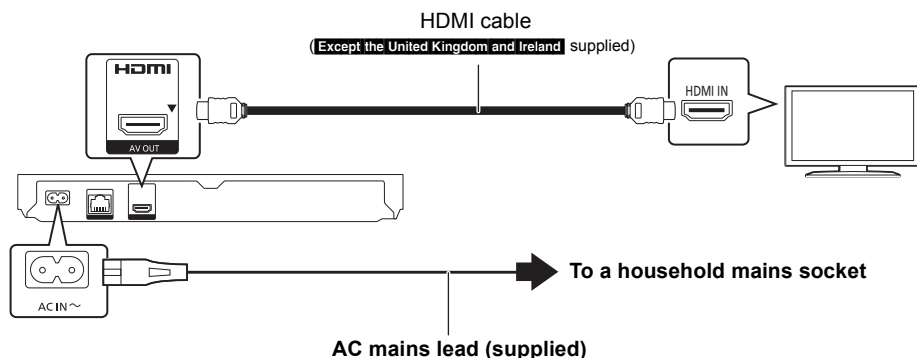 HDMI cable
(Except the United Kingdom and Ireland supplied)
HDMI
AV OUT
HDMI IN
AC IN ~
To a household mains socket
AC mains lead (supplied)